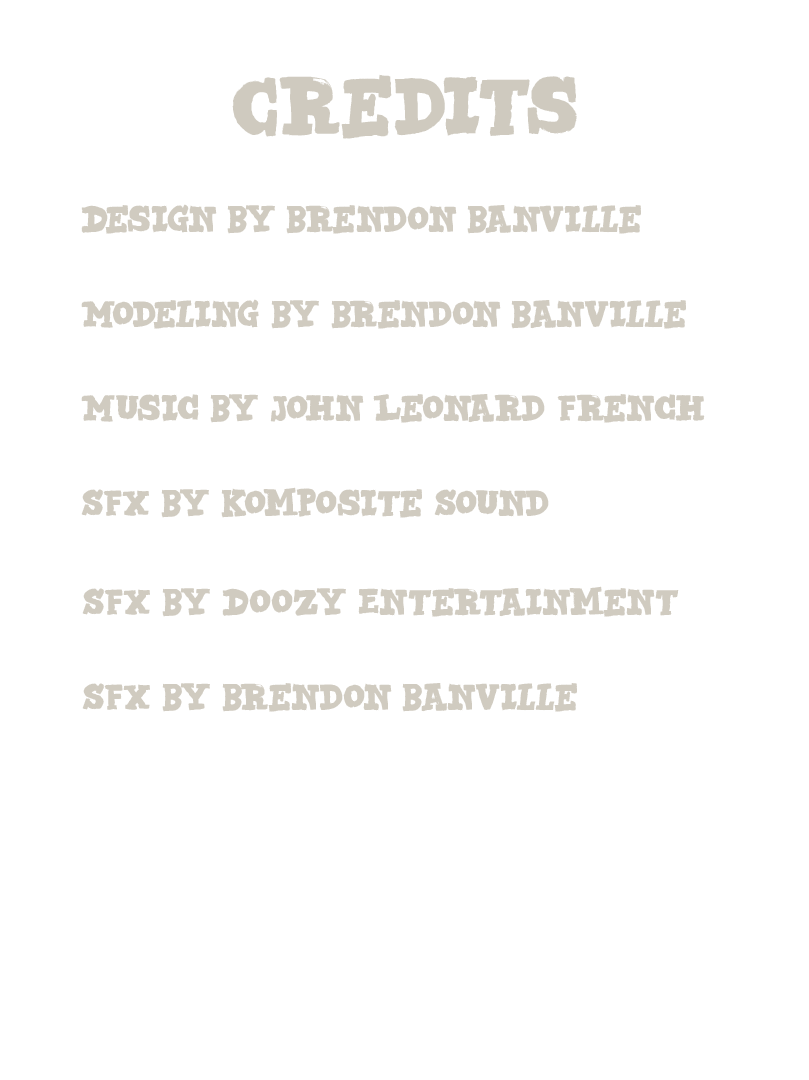 CREDITS
DESIGN BY BRENDON BANVILLE
MODELING BY BRENDON BANVILLE
MUSIC BY JOHN LEONARD FRENCH
SFX BY KOMPOSITE SOUND
SFX BY DOOZY ENTERTAINMENT
SFX BY BRENDON BANVILLE